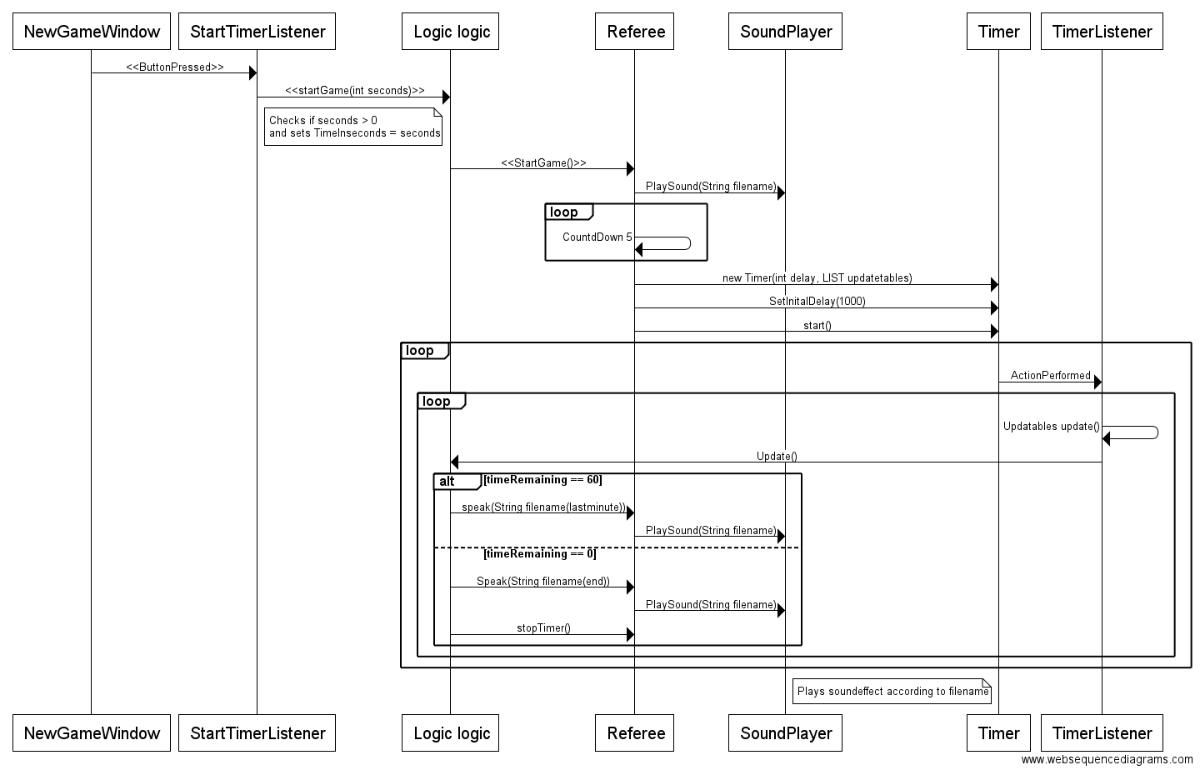 NewGameWindow
StartTimerListener
Logic logic
Referee
SoundPlayer
Timer
TimerListener
<<ButtonPressed>>
<<startGame(int seconds)>>
Checks if seconds > 0
and sets TimeInseconds = seconds
<<StartGame()>>
PlaySound(String filename)
loop
CountdDown 5
new Timer(int delay, LIST updatetables)
SetInitalDelay(1000)
start()
loop
ActionPerformed
loop
Updatables update()
Update()
alt
[timeRemaining == 60]
speak(String filename(lastminute))
PlaySound(String filename)
[timeRemaining == 0]
Speak(String filename(end))
PlaySound(String filename)
stopTimer()
Plays soundeffect according to filename
NewGameWindow
StartTimerListener
Logic logic
Referee
SoundPlayer
Timer
TimerListener
www.websequencediagrams.com